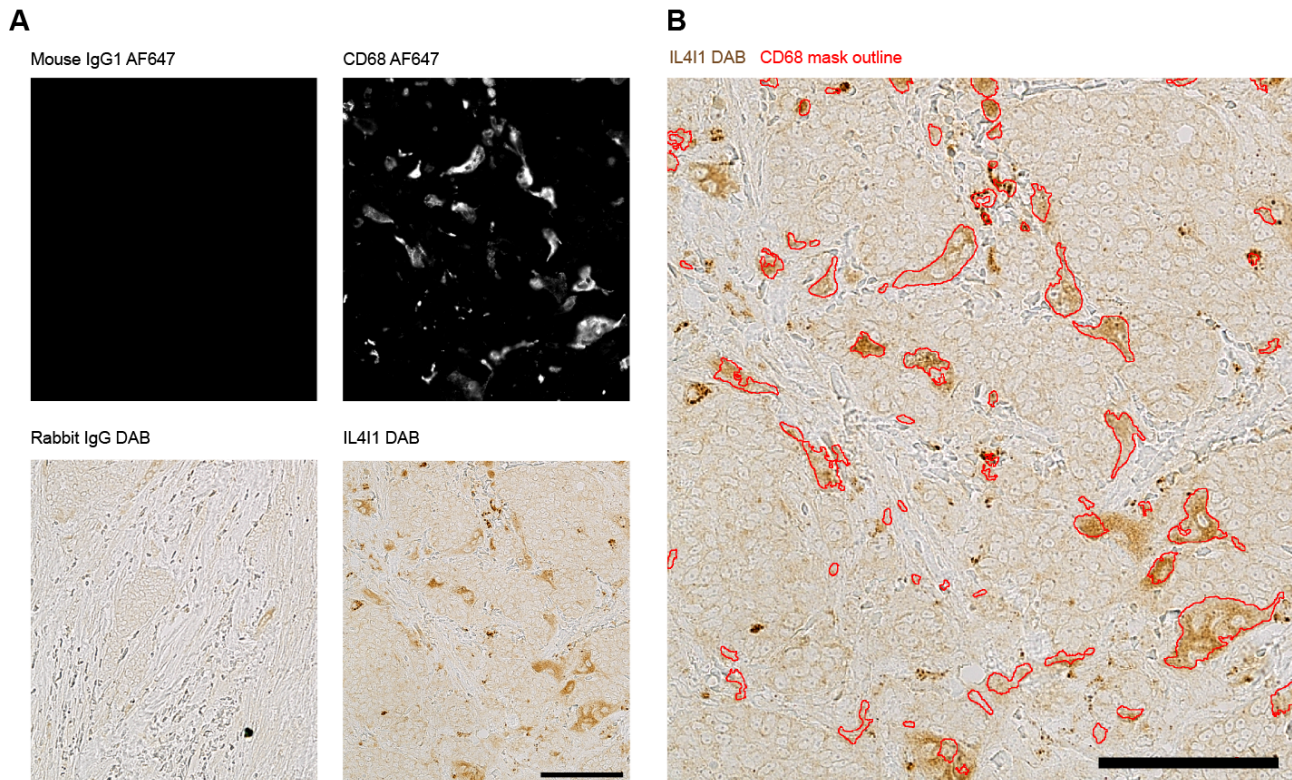 A
Mouse IgG1 AF647
CD68 AF647
Rabbit IgG DAB
IL4I1 DAB
B
IL4I1 DAB CD68 mask outline